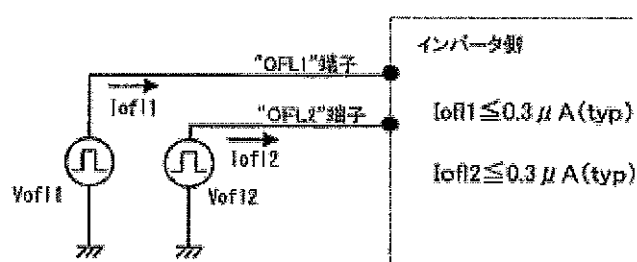 インバータ側
"OFL1"端子
Iofl1
Iofl1≦0.3μA(typ)
"OFL2"端子
Iofl2
Iofl2≦0.3μA(typ)
Vofl1
Vofl2